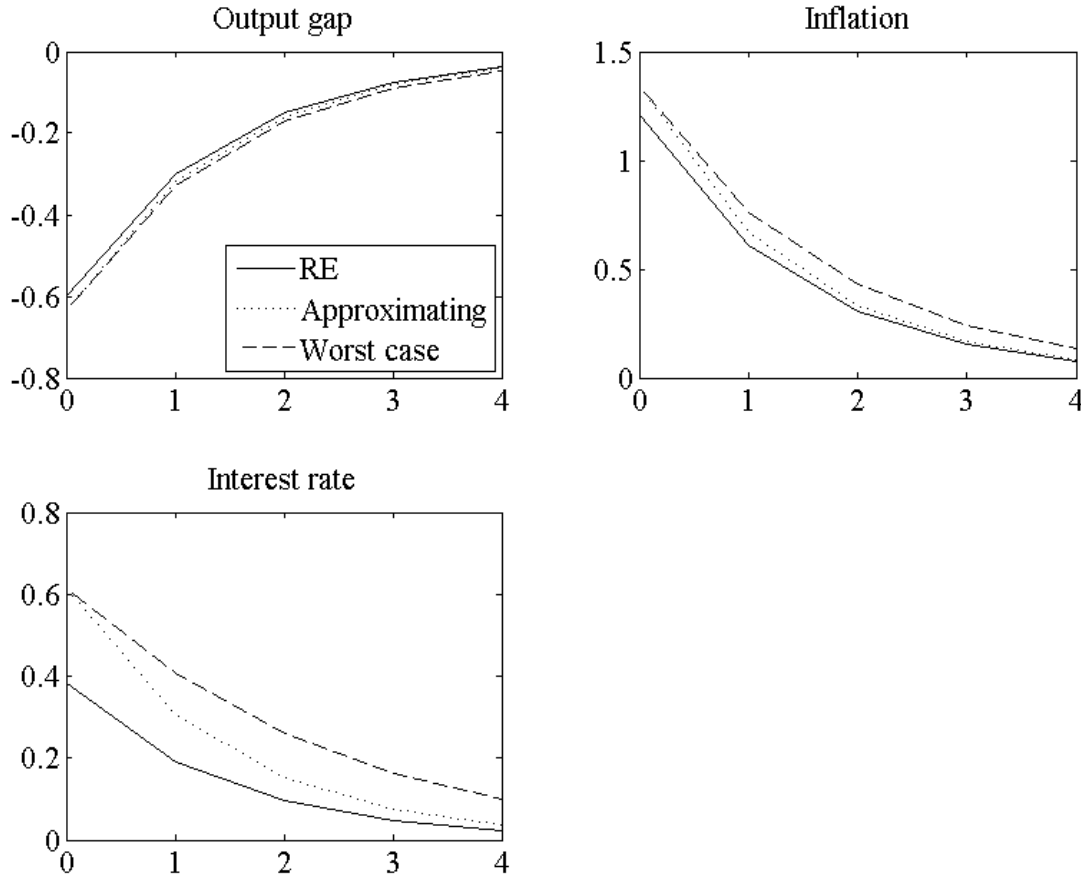 Output gap
0
-0.2
-0.4
-0.6
-0.8
0 1 2 3 4
RE
Approximating
Worst case
Inflation
1.5
1
0.5
0
0 1 2 3 4
Interest rate
0.8
0.6
0.4
0.2
0
0 1 2 3 4